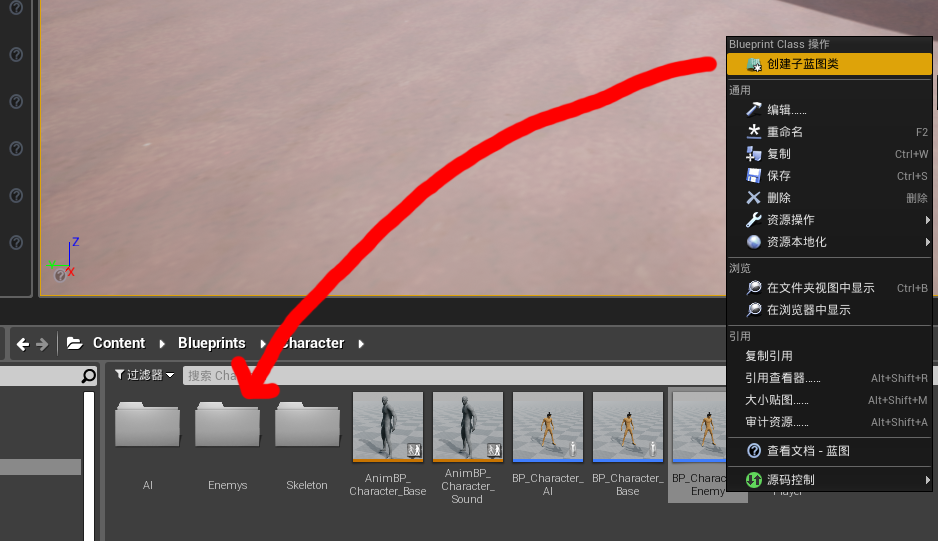 Blueprint Class 操作
创建子蓝图类
通用
编辑......
重命名 F2
复制 Ctrl+W
保存 Ctrl+S
删除 删除
资源操作
资源本地化
浏览
在文件夹视图中显示 Ctrl+B
在浏览器中显示
引用
复制引用
引用查看器...... Alt+Shift+R
大小贴图...... Alt+Shift+M
审计资源...... Alt+Shift+A
查看文档 - 蓝图
源码控制
Z
Y
X
Content Blueprints Character
过滤器 搜索
AI
Enemys
Skeleton
AnimBP_
Character_Base
AnimBP_
Character_
Sound
BP_Character_
AI
BP_Character_
Base
BP_Charac
Enemy